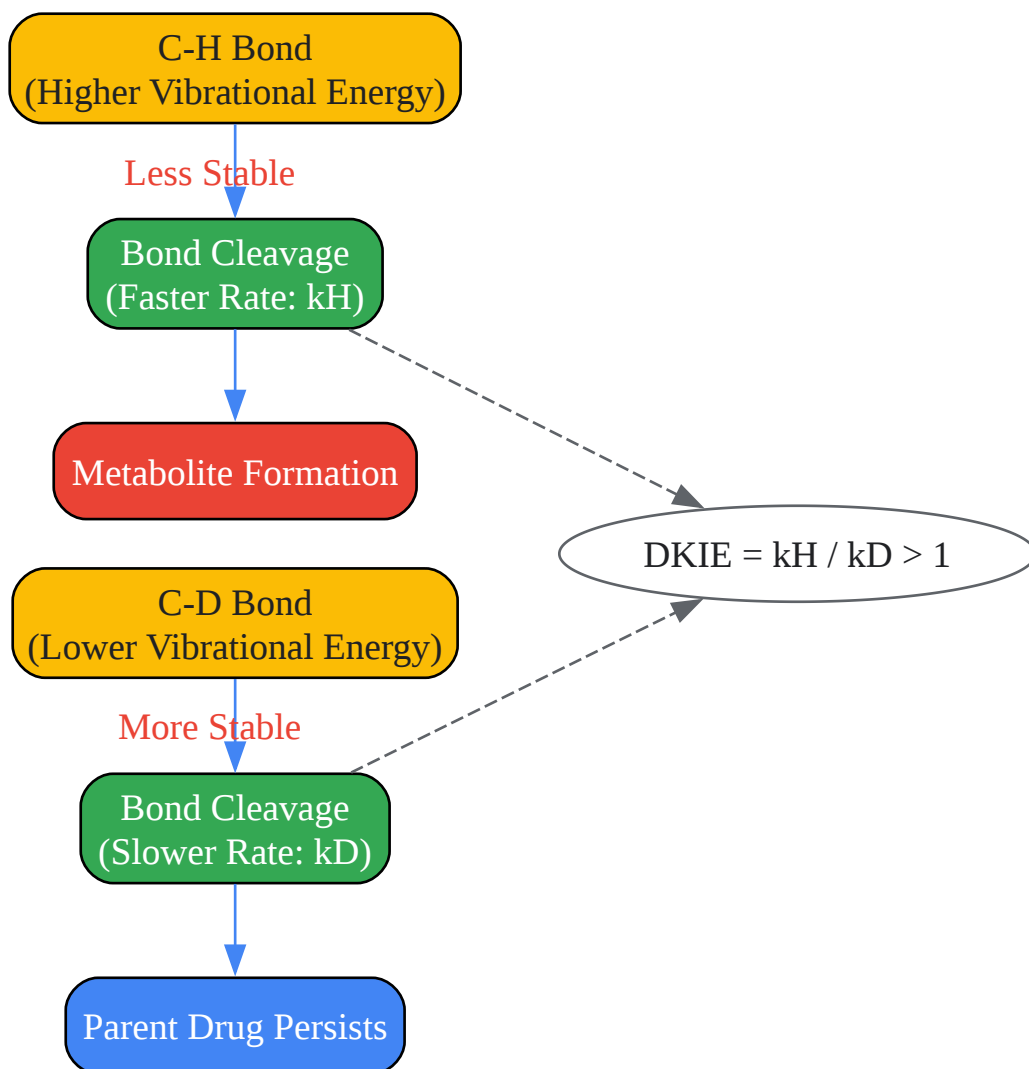 C-H Bond
(Higher Vibrational Energy)
Less Stable
Bond Cleavage
(Faster Rate: kH)
Metabolite Formation
DKIE = kH / kD > 1
C-D Bond
(Lower Vibrational Energy)
More Stable
Bond Cleavage
(Slower Rate: kD)
Parent Drug Persists